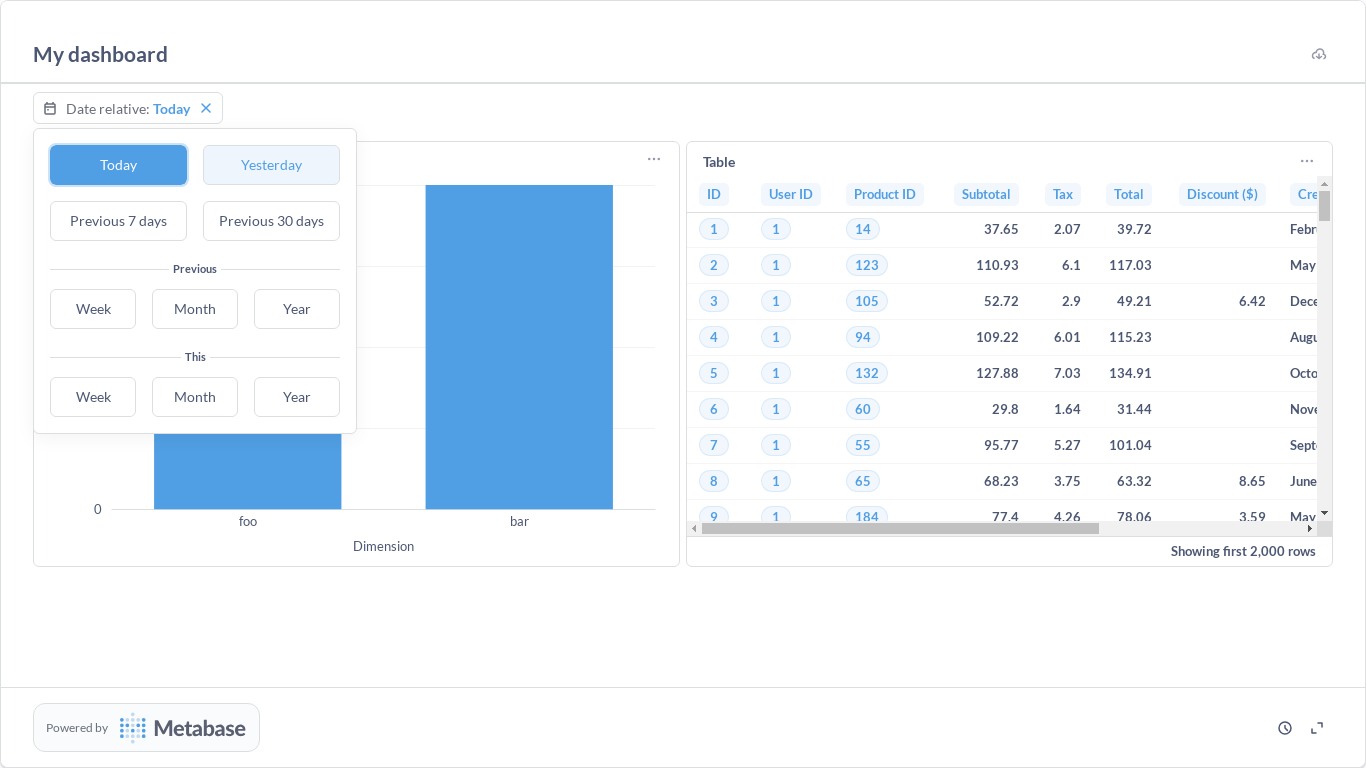 My dashboard
Date relative: Today
Today Yesterday
Previous 7 days Previous 30 days
Previous
Week Month Year
This
Week Month Year
0
foo bar
Dimension
Table
ID User ID Product ID Subtotal Tax Total Discount ($) Cre
1 1 14 37.65 2.07 39.72 Febr
2 1 123 110.93 6.1 117.03 May
3 1 105 52.72 2.9 49.21 6.42 Dece
4 1 94 109.22 6.01 115.23 Augu
5 1 132 127.88 7.03 134.91 Octo
6 1 60 29.8 1.64 31.44 Nove
7 1 55 95.77 5.27 101.04 Septe
8 1 65 68.23 3.75 63.32 8.65 June
9 1 184 77.4 4.26 78.06 3.59 May
Showing first 2,000 rows
Powered by Metabase